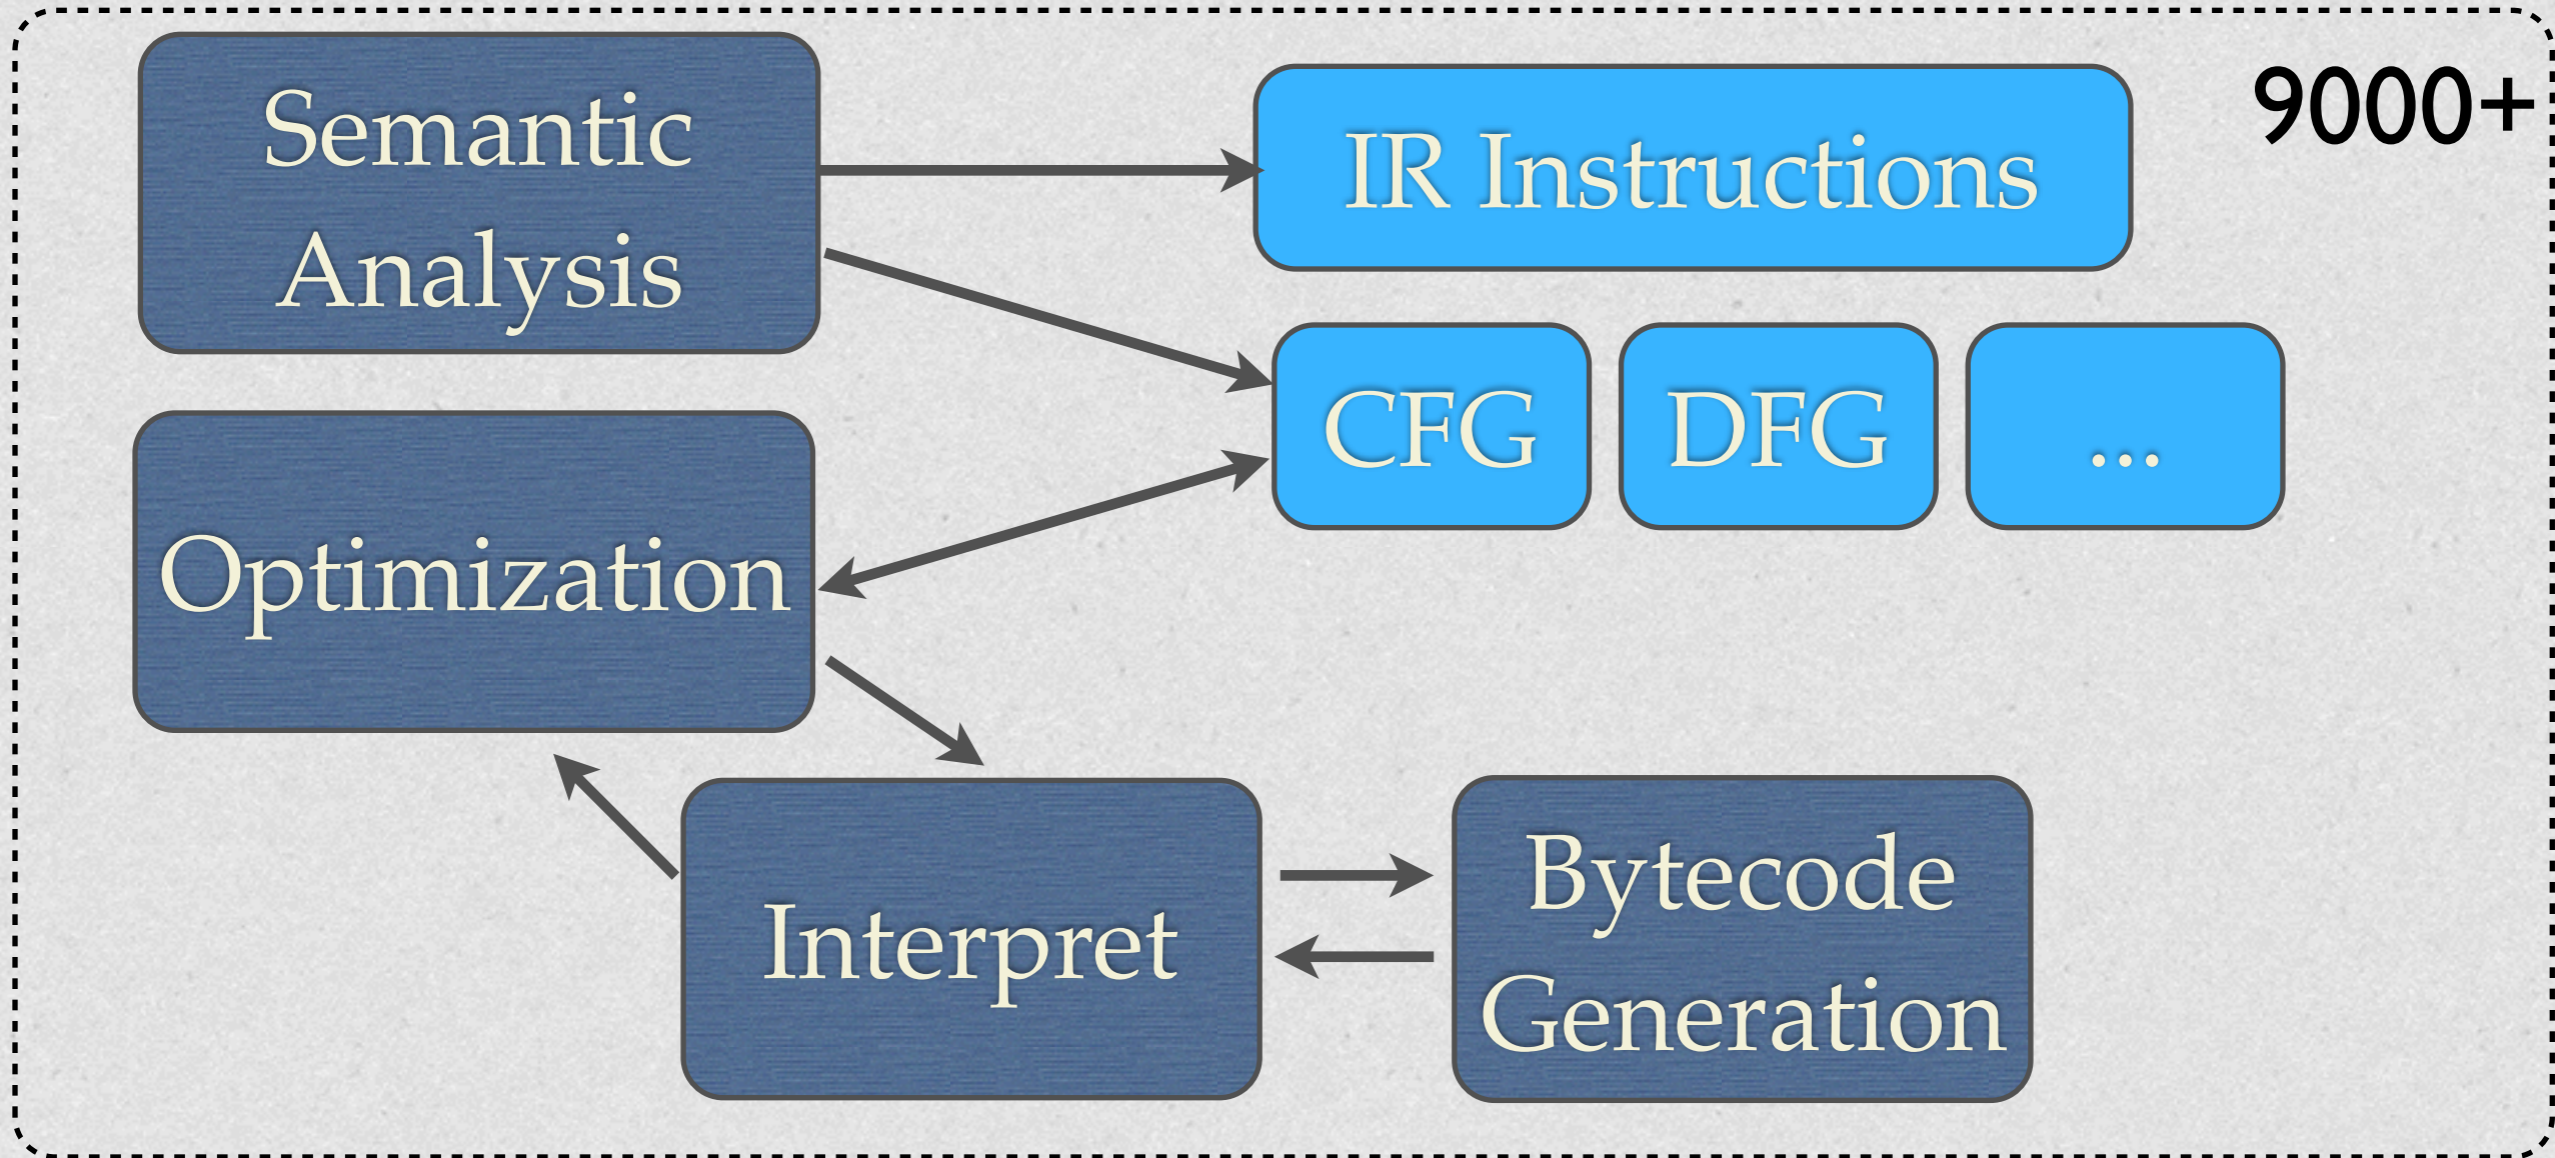 Semantic
Analysis
IR Instructions
9000+
CFG
DFG
...
Optimization
Interpret
Bytecode
Generation